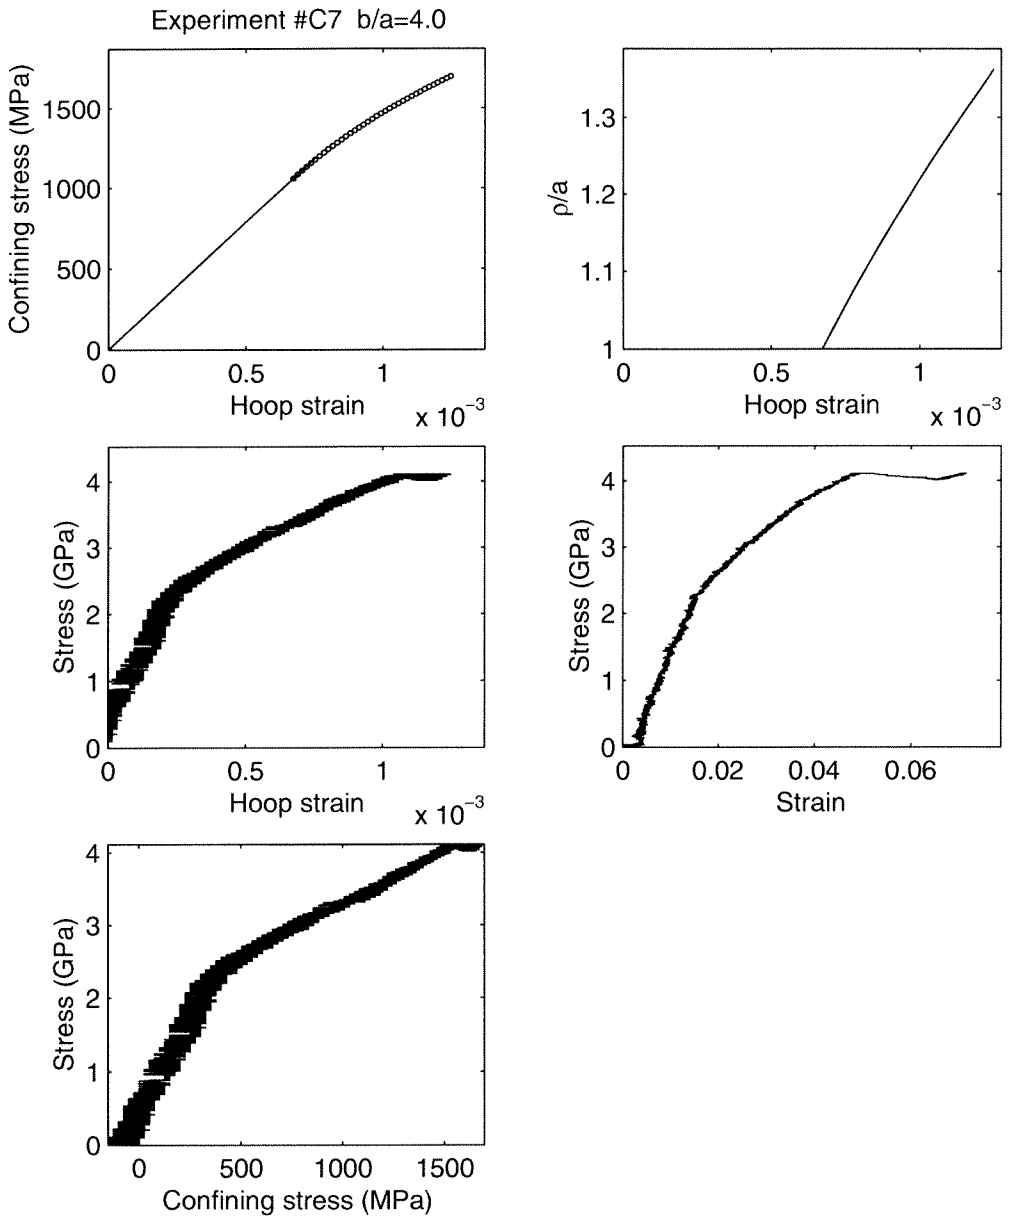 Experiment #C7 b/a=4.0
Confining stress (MPa)
1500
1000
500
0
0 0.5 1
Hoop strain
x 10⁻³
ρ/a
1.3
1.2
1.1
1
0 0.5 1
Hoop strain
x 10⁻³
Stress (GPa)
4
3
2
1
0
0 0.5 1
Hoop strain
x 10⁻³
Stress (GPa)
4
3
2
1
0
0 0.02 0.04 0.06
Strain
Stress (GPa)
4
3
2
1
0
0 500 1000 1500
Confining stress (MPa)